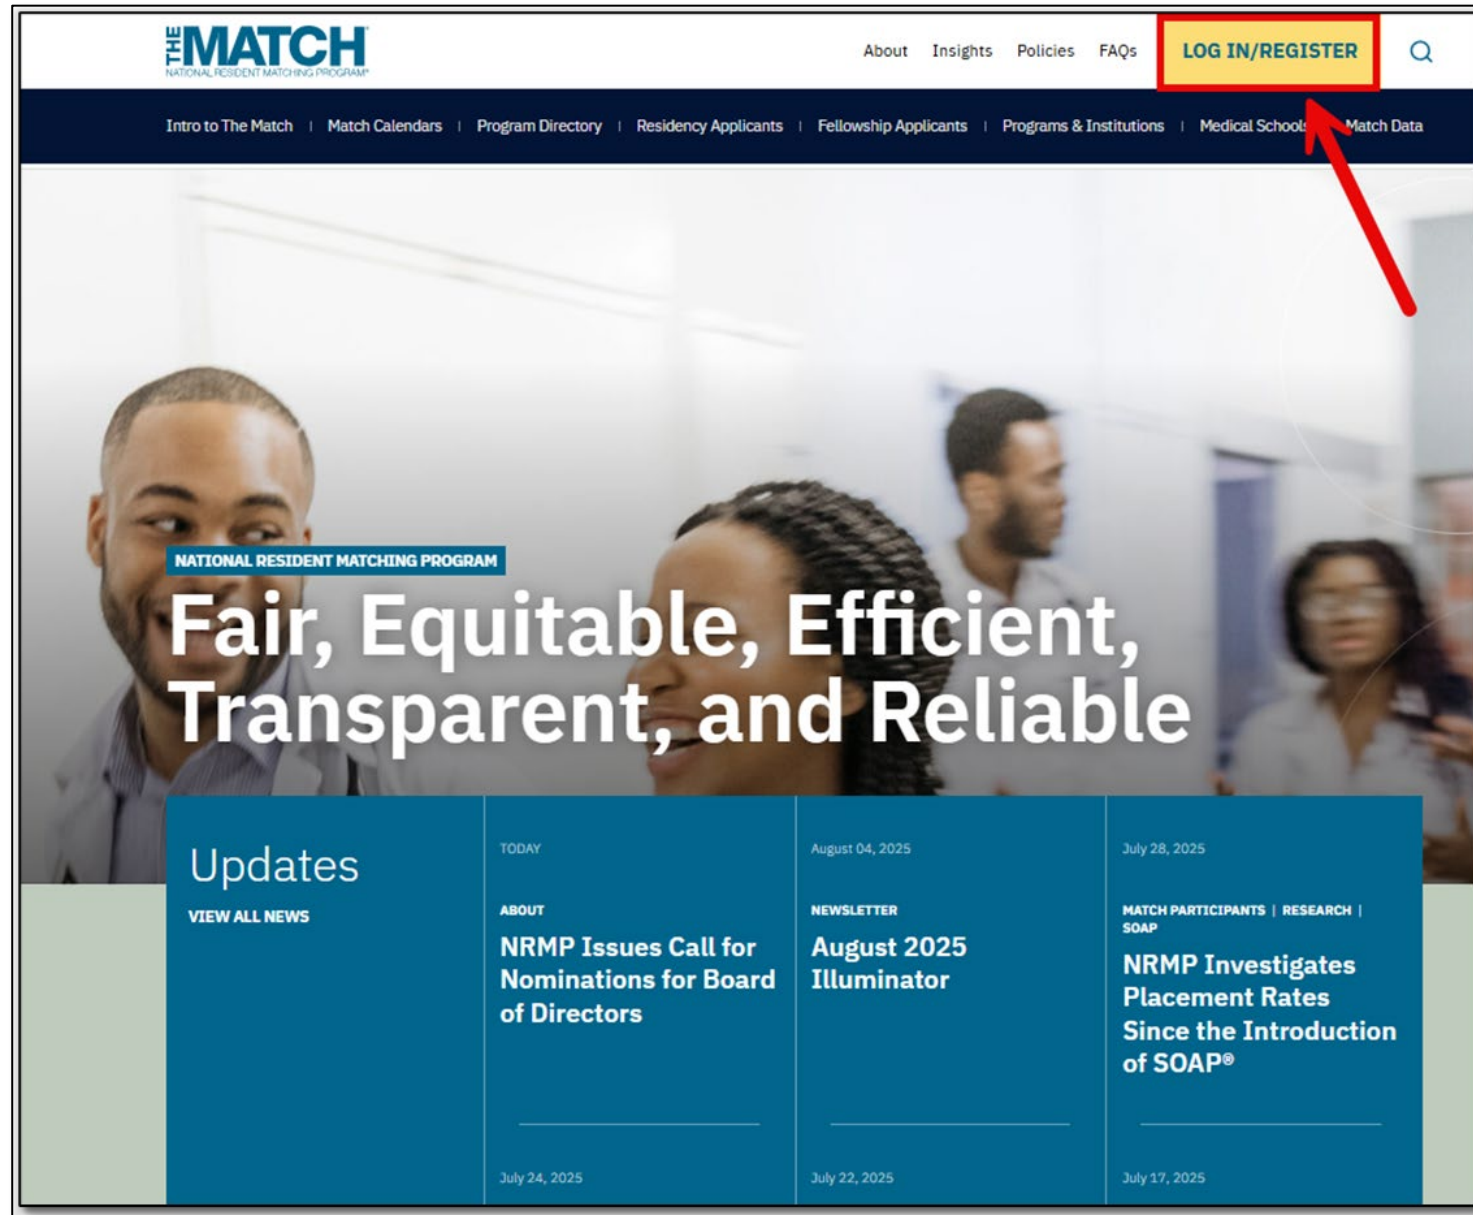 THE MATCH®
NATIONAL RESIDENT MATCHING PROGRAM®
About Insights Policies FAQs LOG IN/REGISTER
Intro to The Match | Match Calendars | Program Directory | Residency Applicants | Fellowship Applicants | Programs & Institutions | Medical Schools Match Data
NATIONAL RESIDENT MATCHING PROGRAM
Fair, Equitable, Efficient,
Transparent, and Reliable
Updates
VIEW ALL NEWS
TODAY
ABOUT
NRMP Issues Call for
Nominations for Board
of Directors
July 24, 2025
August 04, 2025
NEWSLETTER
August 2025
Illuminator
July 22, 2025
July 28, 2025
MATCH PARTICIPANTS | RESEARCH |
SOAP
NRMP Investigates
Placement Rates
Since the Introduction
of SOAP®
July 17, 2025